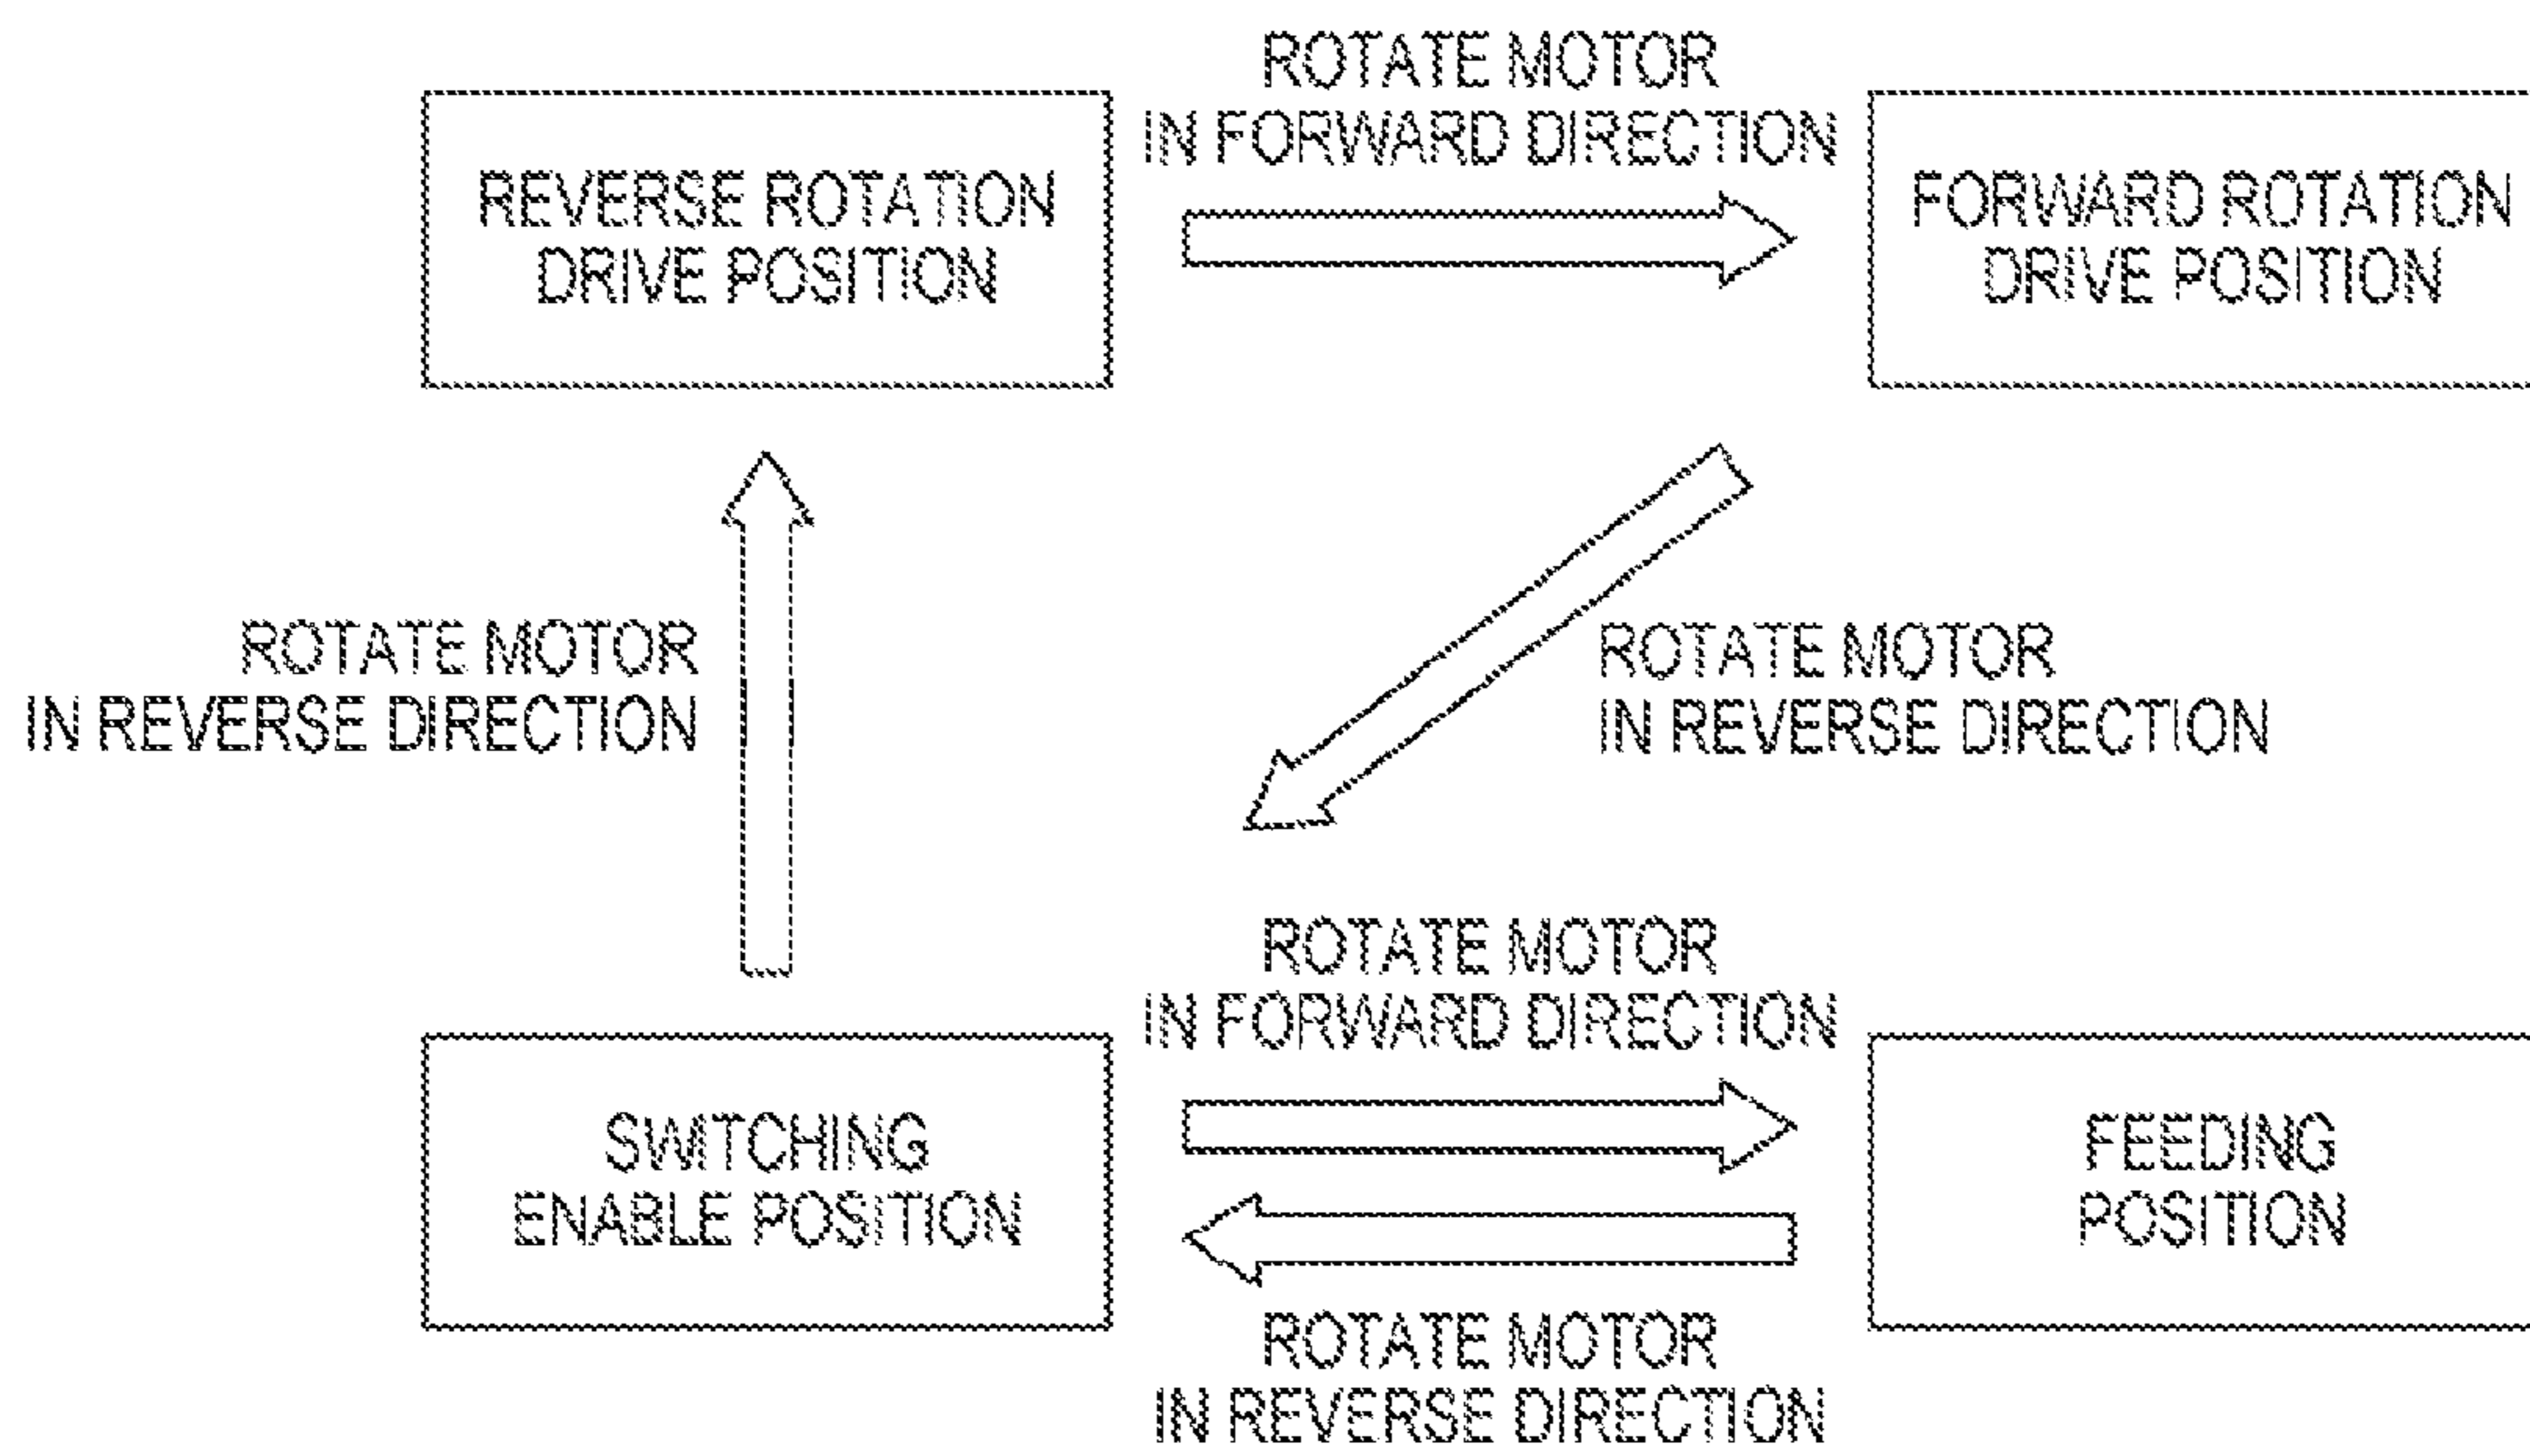 ROTATE MOTOR
IN FORWARD DIRECTION
REVERSE ROTATION
DRIVE POSITION
FORWARD ROTATION
DRIVE POSITION
ROTATE MOTOR
IN REVERSE DIRECTION
ROTATE MOTOR
IN REVERSE DIRECTION
ROTATE MOTOR
IN FORWARD DIRECTION
SWITCHING
ENABLE POSITION
FEEDING
POSITION
ROTATE MOTOR
IN REVERSE DIRECTION